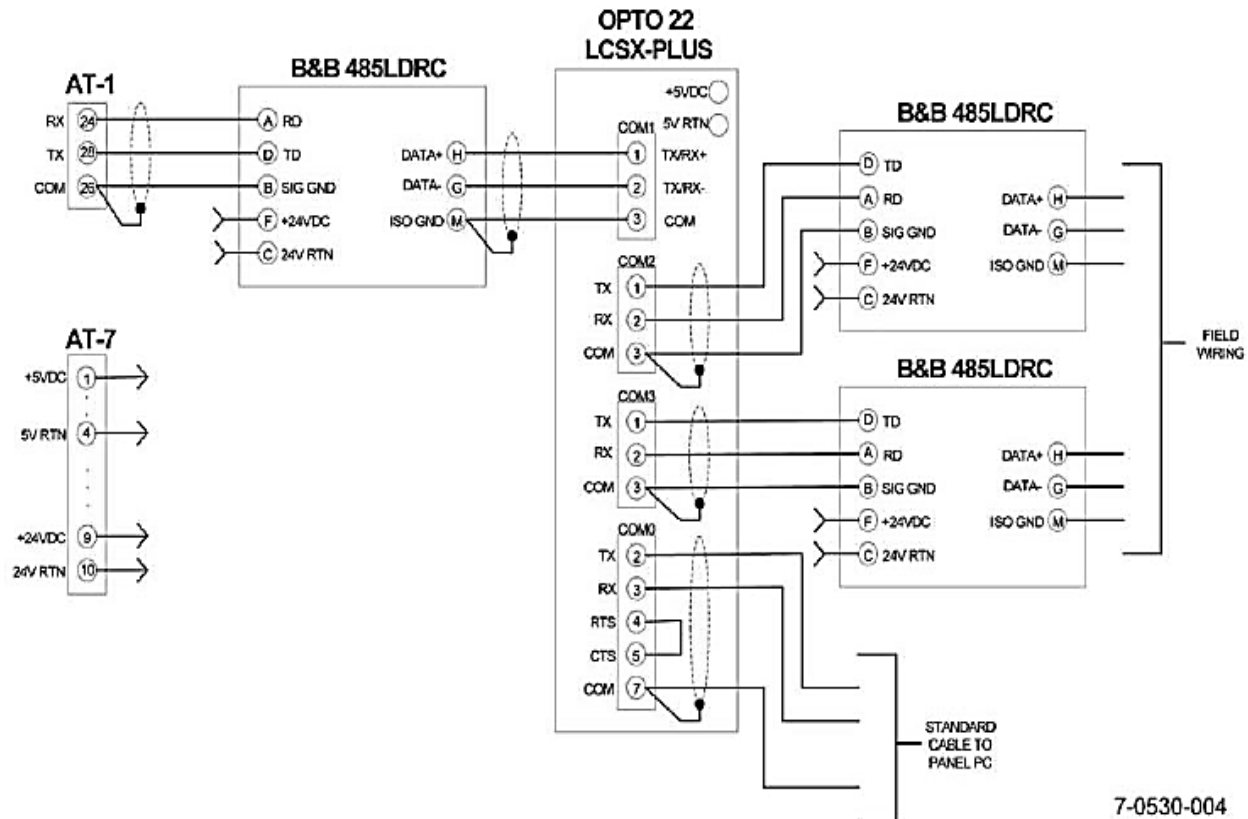 OPTO 22
LCSX-PLUS
AT-1
RX 24
TX 28
COM 26
B&B 485LDRC
A RD
D TD
B SIG GND
F +24VDC
C 24V RTN
DATA+ H
DATA- G
ISO GND M
+5VDC
5V RTN
COM1
1 TX/RX+
2 TX/RX-
3 COM
COM2
TX 1
RX 2
COM 3
COM3
TX 1
RX 2
COM 3
COM0
TX 2
RX 3
RTS 4
CTS 5
COM 7
B&B 485LDRC
D TD
A RD
B SIG GND
F +24VDC
C 24V RTN
DATA+ H
DATA- G
ISO GND M
B&B 485LDRC
D TD
A RD
B SIG GND
F +24VDC
C 24V RTN
DATA+ H
DATA- G
ISO GND M
FIELD
WIRING
AT-7
+5VDC 1
5V RTN 4
+24VDC 9
24V RTN 10
STANDARD
CABLE TO
PANEL PC
7-0530-004